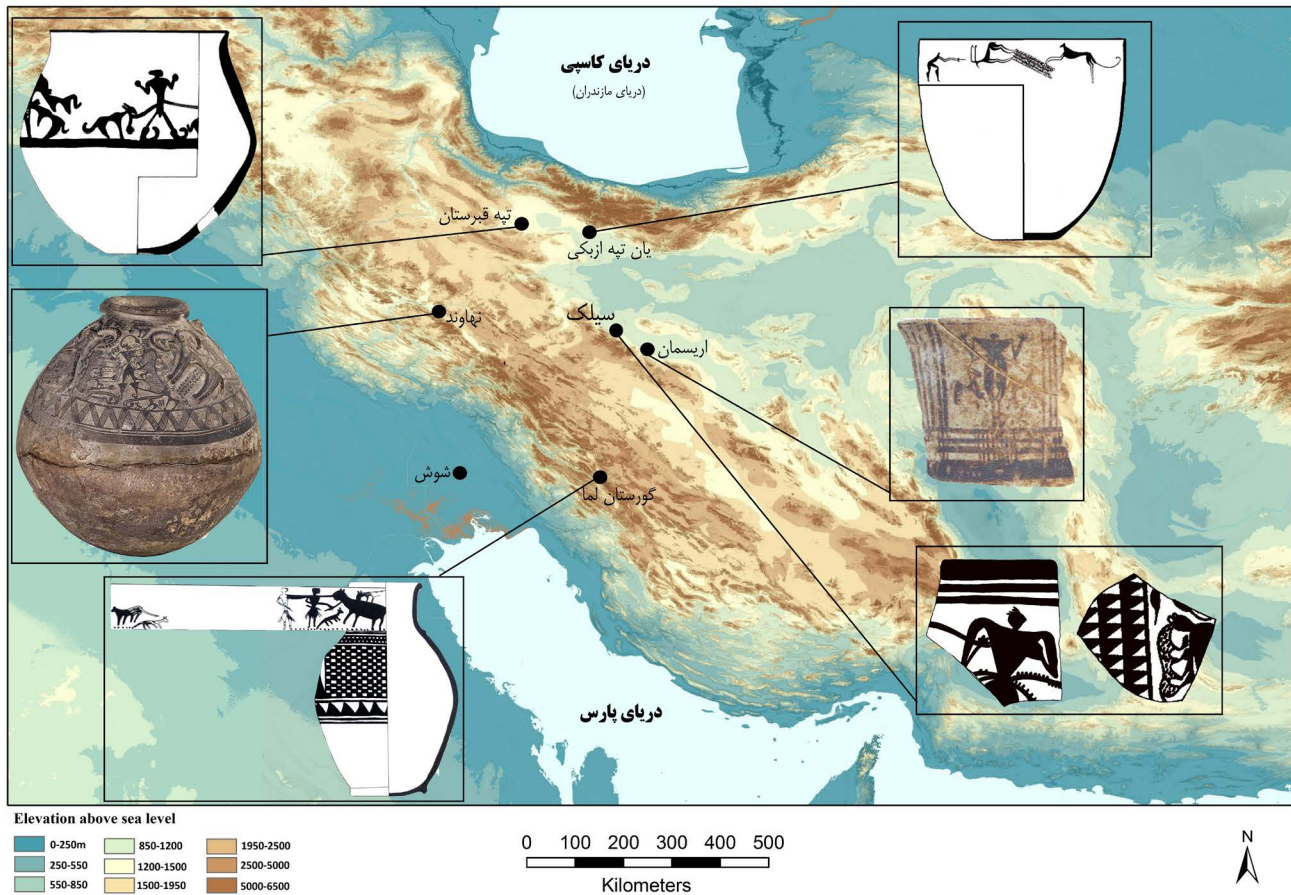 دریای کاسپی
(دریای مازندران)
تپه قبرستان
یان تپه ازبکی
نهاوند
سیلک
اریسمان
شوش
گورستان لما
دریای پارس
Elevation above sea level
0-250m
250-550
550-850
850-1200
1200-1500
1500-1950
1950-2500
2500-5000
5000-6500
0 100 200 300 400 500
Kilometers
N